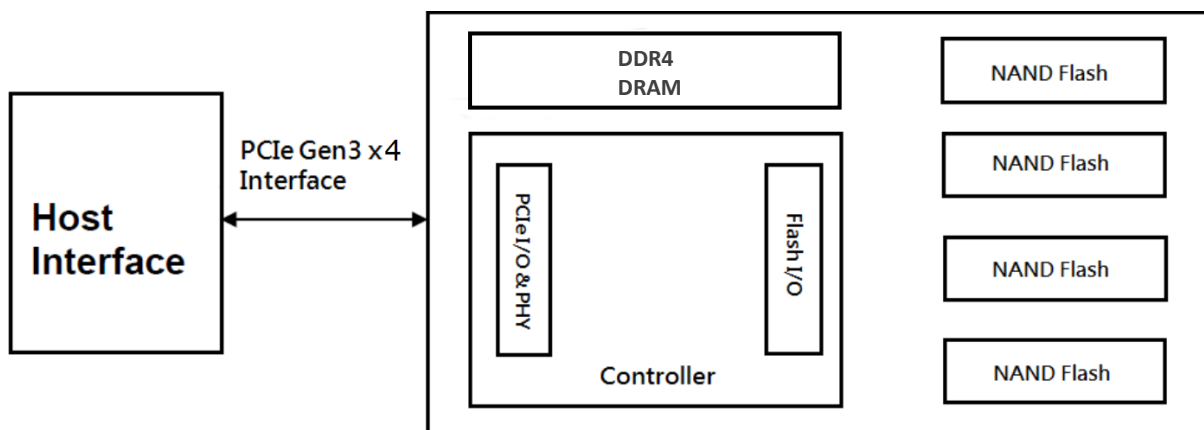 Host
Interface
PCIe Gen3 x4
Interface
DDR4
DRAM
PCIe I/O & PHY
Flash I/O
Controller
NAND Flash
NAND Flash
NAND Flash
NAND Flash